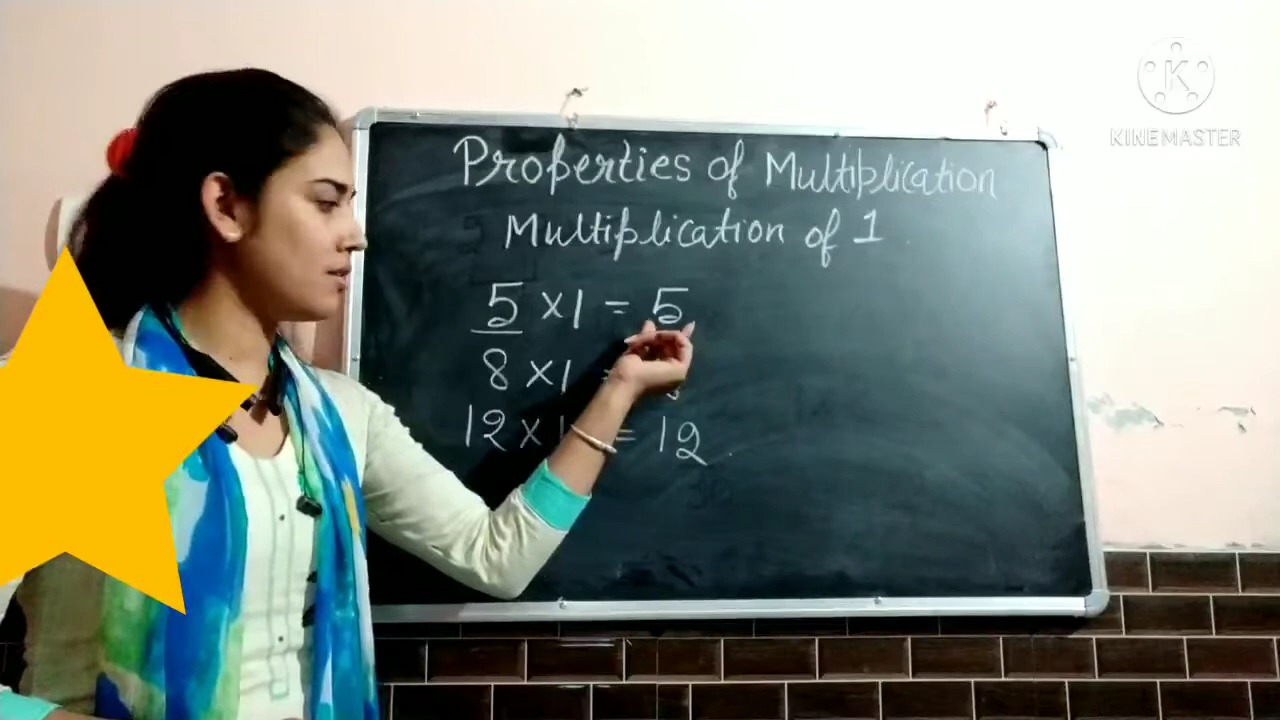 Properties of Multiplication
Multiplication of 1
5 × 1 = 5
8 × 1 =
12 × 1 = 12
KINEMASTER